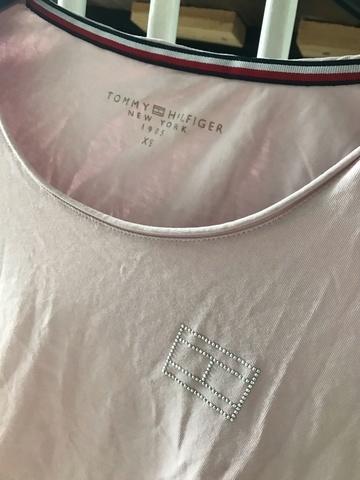 TOMMY HILFIGER
NEW YORK
1985
XS
H